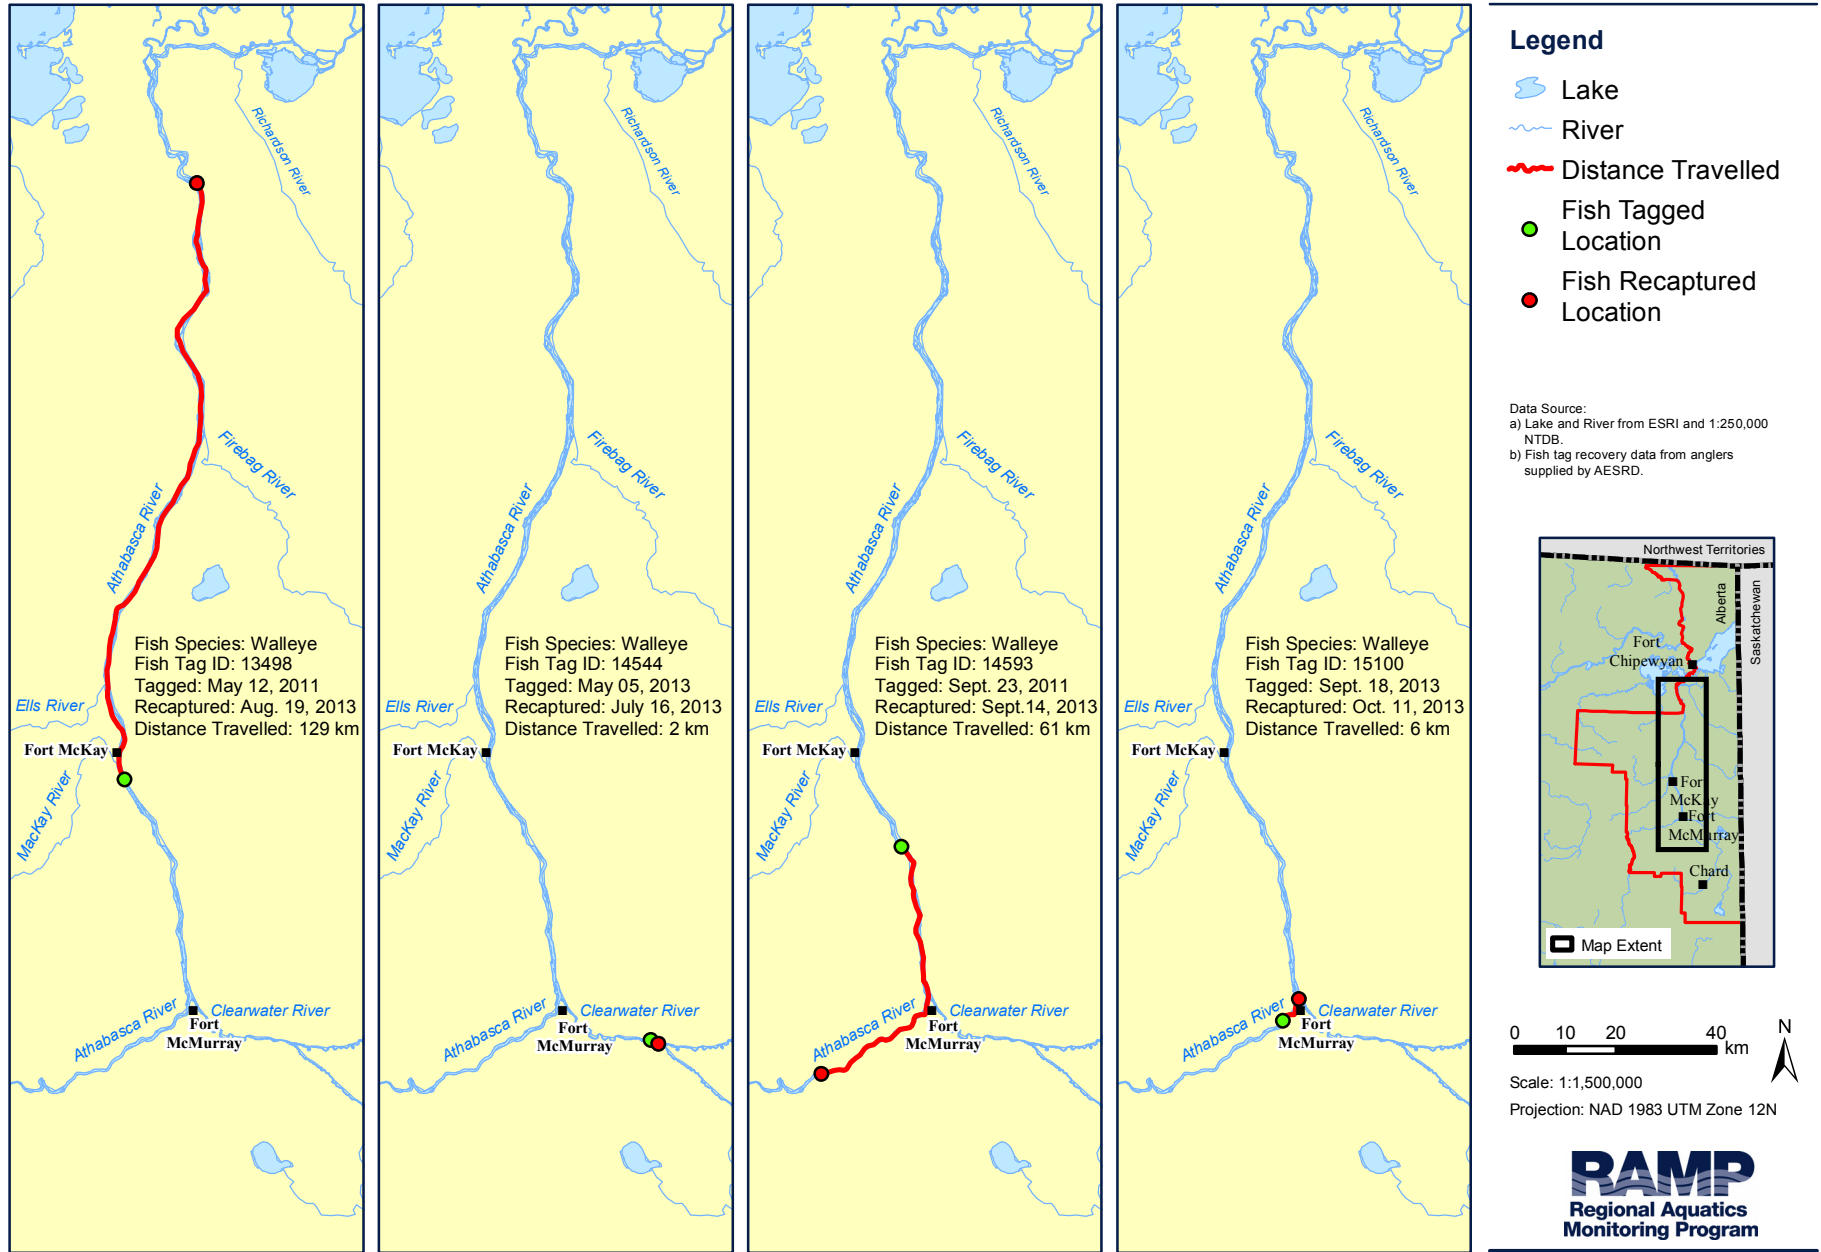 Richardson River
Firebag River
Athabasca River
Fish Species: Walleye
Fish Tag ID: 13498
Tagged: May 12, 2011
Recaptured: Aug. 19, 2013
Distance Travelled: 129 km
Ells River
Fort McKay
MacKay River
Athabasca River
Clearwater River
Fort
McMurray
Richardson River
Firebag River
Athabasca River
Fish Species: Walleye
Fish Tag ID: 14544
Tagged: May 05, 2013
Recaptured: July 16, 2013
Distance Travelled: 2 km
Ells River
Fort McKay
MacKay River
Athabasca River
Clearwater River
Fort
McMurray
Richardson River
Firebag River
Athabasca River
Fish Species: Walleye
Fish Tag ID: 14593
Tagged: Sept. 23, 2011
Recaptured: Sept.14, 2013
Distance Travelled: 61 km
Ells River
Fort McKay
MacKay River
Athabasca River
Clearwater River
Fort
McMurray
Richardson River
Firebag River
Athabasca River
Fish Species: Walleye
Fish Tag ID: 15100
Tagged: Sept. 18, 2013
Recaptured: Oct. 11, 2013
Distance Travelled: 6 km
Ells River
Fort McKay
MacKay River
Athabasca River
Clearwater River
Fort
McMurray
Legend
Lake
River
Distance Travelled
Fish Tagged
Location
Fish Recaptured
Location
Data Source:
a) Lake and River from ESRI and 1:250,000
NTDB.
b) Fish tag recovery data from anglers
supplied by AESRD.
Northwest Territories
Alberta
Saskatchewan
Fort
Chipewyan
Fort
McKay
Fort
McMurray
Chard
Map Extent
0 10 20 40
km
N
Scale: 1:1,500,000
Projection: NAD 1983 UTM Zone 12N
RAMP
Regional Aquatics
Monitoring Program